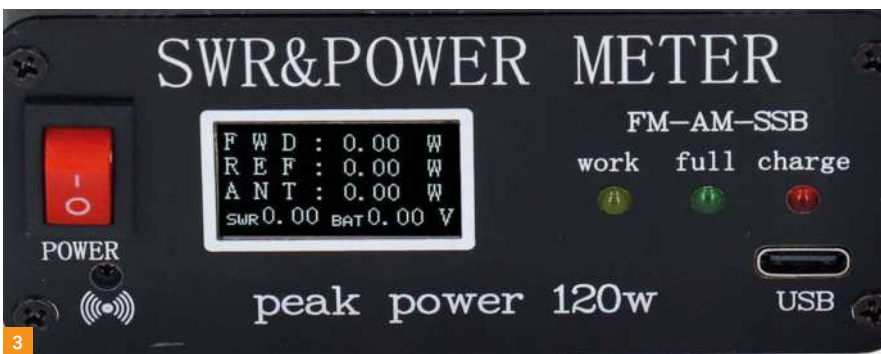 SWR&POWER METER
F W D : 0.00 W
R E F : 0.00 W
A N T : 0.00 W
SWR 0.00 BAT 0.00 V
FM-AM-SSB
work full charge
POWER
peak power 120w
USB
3